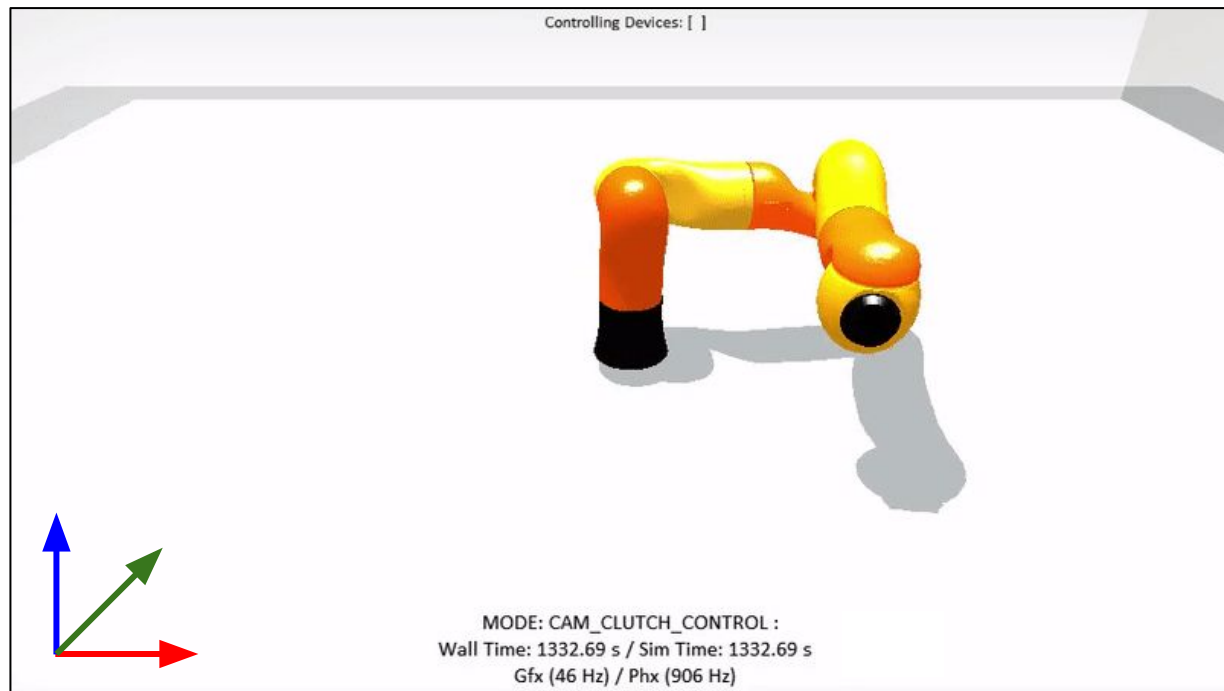 Controlling Devices: [ ]
MODE: CAM_CLUTCH_CONTROL :
Wall Time: 1332.69 s / Sim Time: 1332.69 s
Gfx (46 Hz) / Phx (906 Hz)